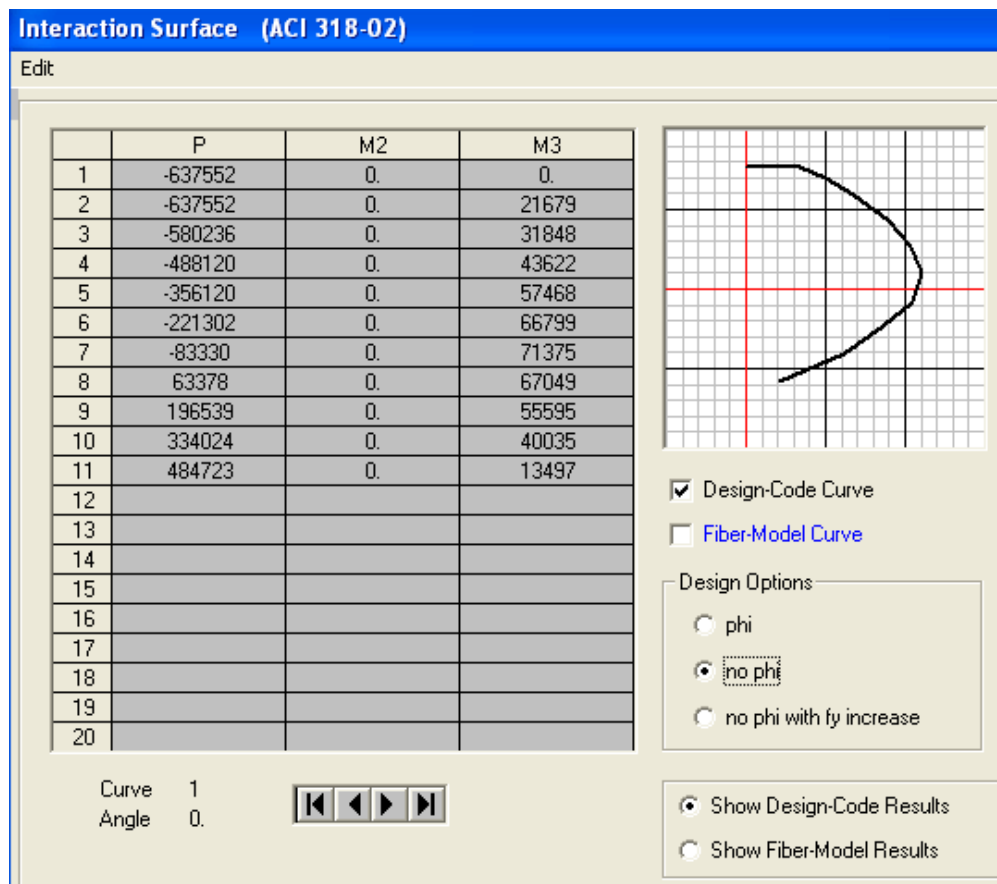 Interaction Surface (ACI 318-02)
Edit
P M2 M3
1 -637552 0. 0.
2 -637552 0. 21679
3 -580236 0. 31848
4 -488120 0. 43622
5 -356120 0. 57468
6 -221302 0. 66799
7 -83330 0. 71375
8 63378 0. 67049
9 196539 0. 55595
10 334024 0. 40035
11 484723 0. 13497
12
13
14
15
16
17
18
19
20
Curve 1
Angle 0.
Design-Code Curve
Fiber-Model Curve
Design Options
phi
no phi
no phi with fy increase
Show Design-Code Results
Show Fiber-Model Results